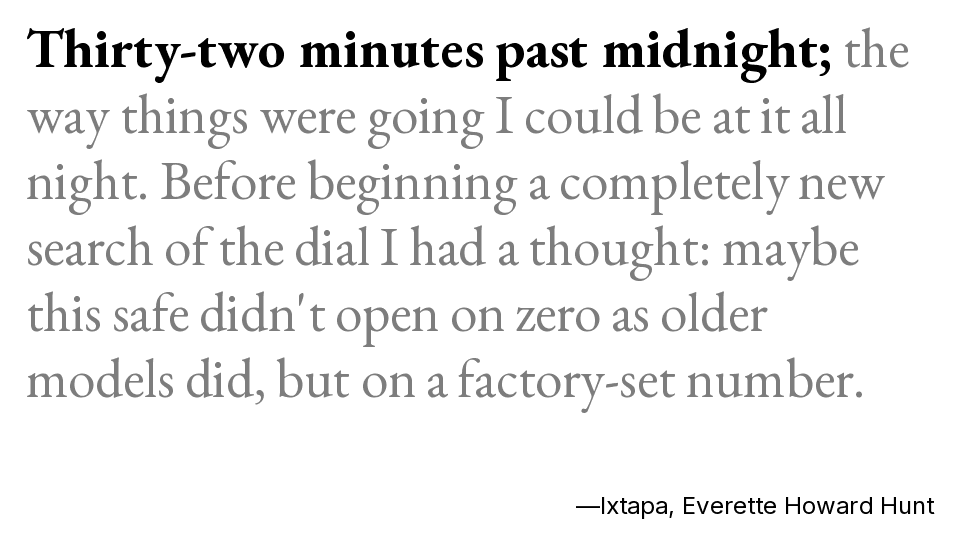 Thirty-two minutes past midnight; the
way things were going I could be at it all
night. Before beginning a completely new
search of the dial I had a thought: maybe
this safe didn't open on zero as older
models did, but on a factory-set number.
—Ixtapa, Everette Howard Hunt